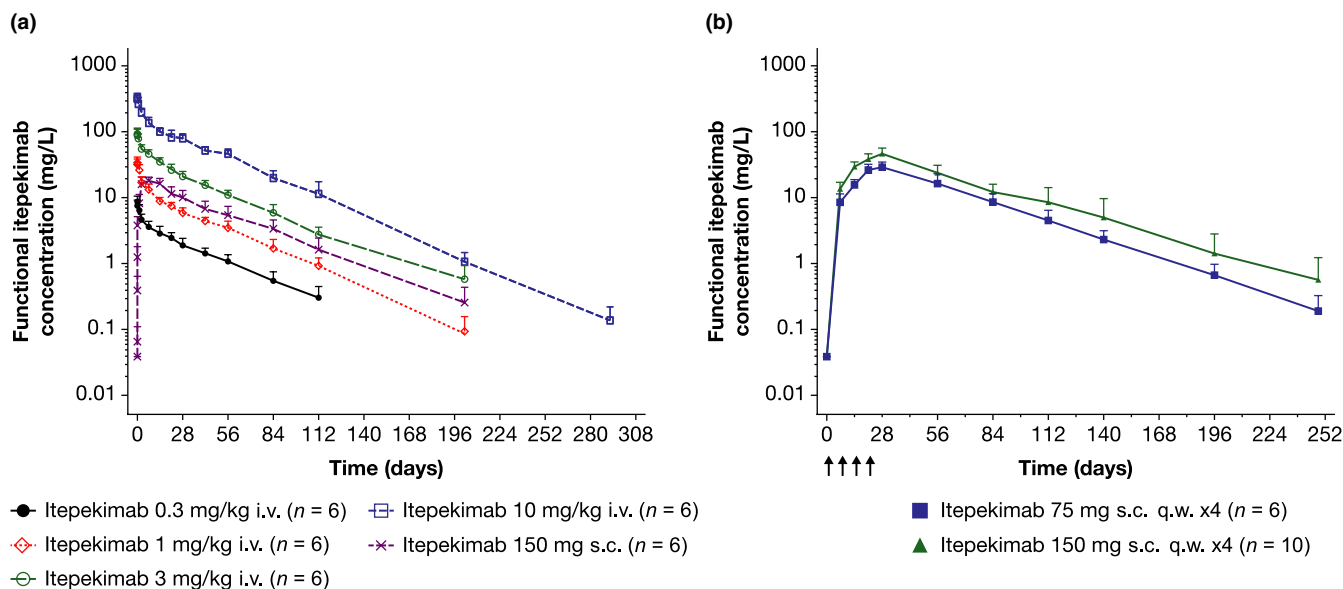 (a)
Functional itepekimab
concentration (mg/L)
1000
100
10
1
0.1
0.01
0 28 56 84 112 140 168 196 224 252 280 308
Time (days)
Itepekimab 0.3 mg/kg i.v. (n = 6)
Itepekimab 1 mg/kg i.v. (n = 6)
Itepekimab 3 mg/kg i.v. (n = 6)
Itepekimab 10 mg/kg i.v. (n = 6)
Itepekimab 150 mg s.c. (n = 6)
(b)
Functional itepekimab
concentration (mg/L)
1000
100
10
1
0.1
0.01
0 28 56 84 112 140 168 196 224 252
Time (days)
Itepekimab 75 mg s.c. q.w. x4 (n = 6)
Itepekimab 150 mg s.c. q.w. x4 (n = 10)